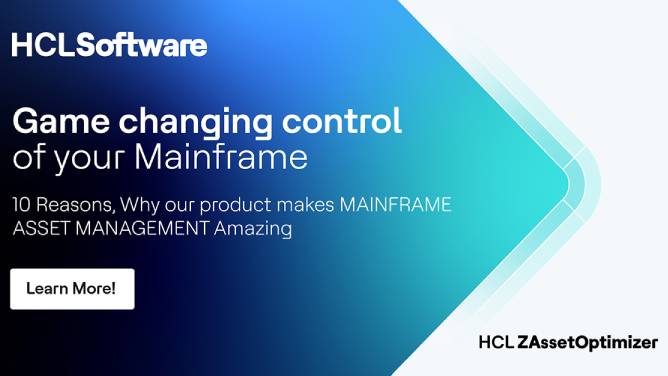 HCLSoftware
Game changing control
of your Mainframe
10 Reasons, Why our product makes MAINFRAME
ASSET MANAGEMENT Amazing
Learn More!
HCL ZAssetOptimizer